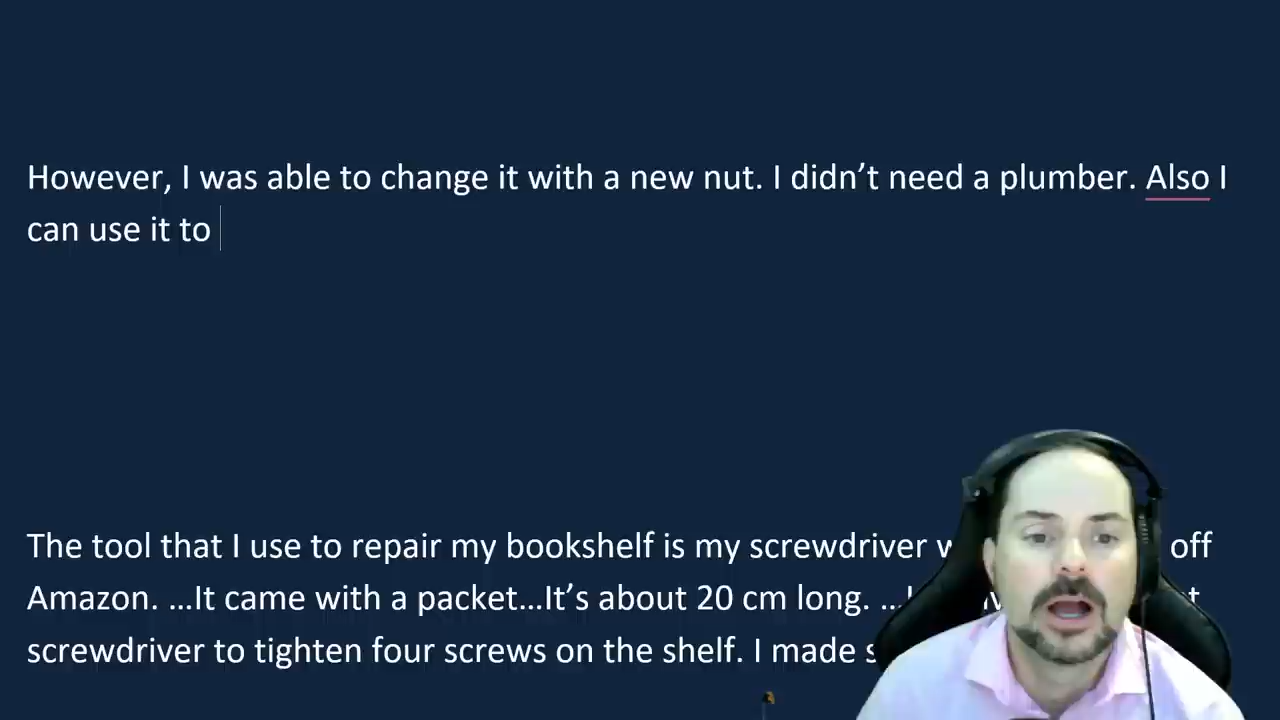 However, I was able to change it with a new nut. I didn’t need a plumber. Also I
can use it to
The tool that I use to repair my bookshelf is my screwdriver off
Amazon. …It came with a packet…It’s about 20 cm long.
screwdriver to tighten four screws on the shelf. I made